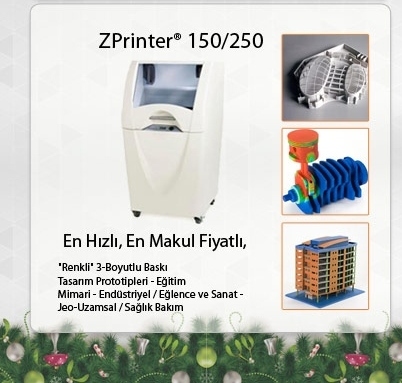 ZPrinter® 150/250
En Hızlı, En Makul Fiyatlı,
"Renkli" 3-Boyutlu Baskı
Tasarım Prototipleri - Eğitim
Mimari - Endüstriyel / Eğlence ve Sanat -
Jeo-Uzamsal / Sağlık Bakım